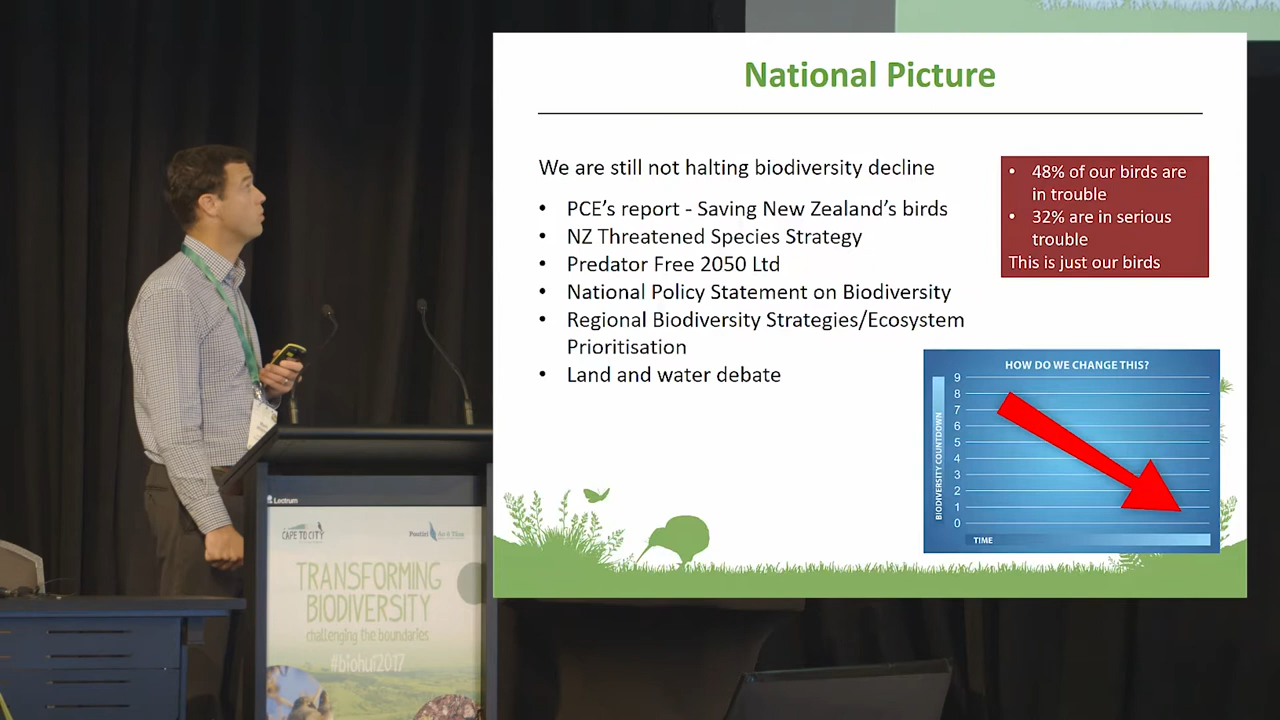 National Picture
We are still not halting biodiversity decline
• PCE’s report - Saving New Zealand’s birds
• NZ Threatened Species Strategy
• Predator Free 2050 Ltd
• National Policy Statement on Biodiversity
• Regional Biodiversity Strategies/Ecosystem
Prioritisation
• Land and water debate
• 48% of our birds are
in trouble
• 32% are in serious
trouble
This is just our birds
HOW DO WE CHANGE THIS?
9
8
7
6
5
4
3
2
1
0
BIODIVERSITY COUNTDOWN
TIME
Lectrum
CAPE TO CITY
TRANSFORMING
BIODIVERSITY
challenging the boundaries
#biohui2017